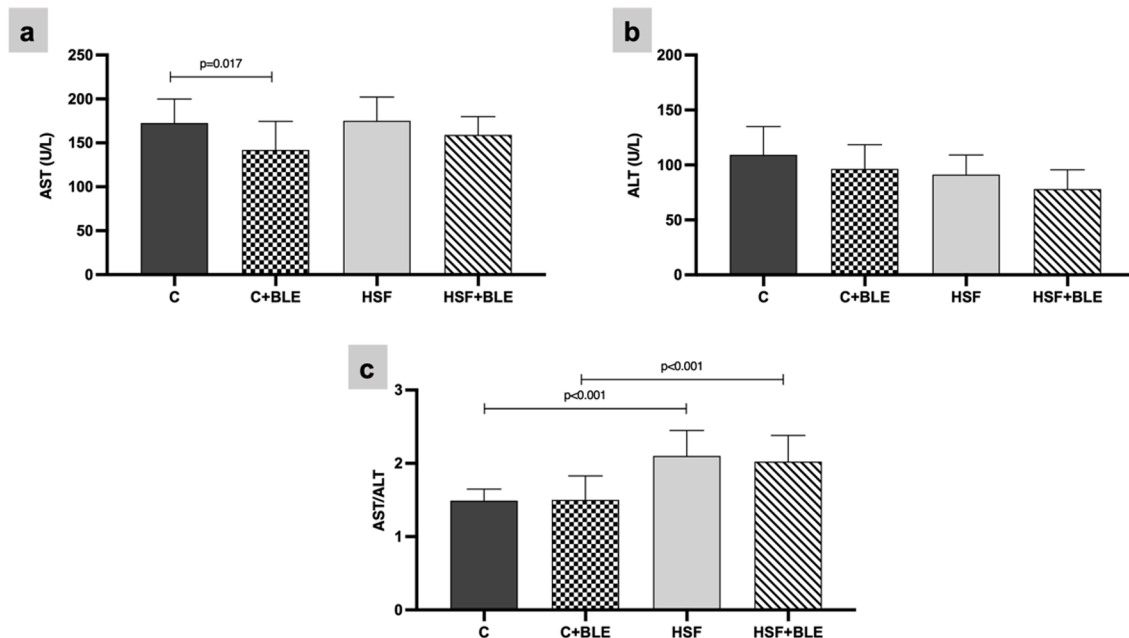 a
250
200
150
100
50
0
AST (U/L)
p=0.017
C C+BLE HSF HSF+BLE
b
200
150
100
50
0
ALT (U/L)
C C+BLE HSF HSF+BLE
c
3
2
1
0
AST/ALT
p<0.001
p<0.001
C C+BLE HSF HSF+BLE